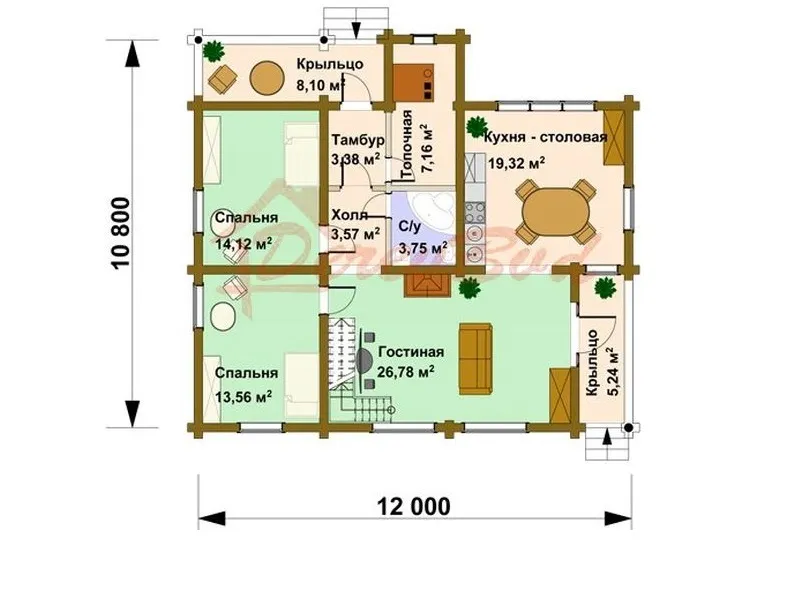 Крыльцо
8,10 м²
Тамбур
3,38 м²
Топочная
7,16 м²
Кухня - столовая
19,32 м²
Спальня
14,12 м²
Холл
3,57 м²
С/у
3,75 м²
DerevBud
Спальня
13,56 м²
Гостиная
26,78 м²
Крыльцо
5,24 м²
10 800
12 000